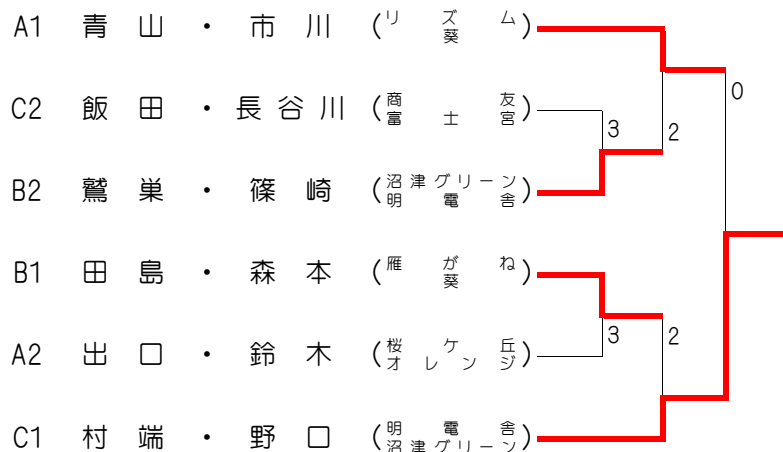 A1 青山・市川 (リズム 葵)
0
C2 飯田・長谷川 (商友 富士宮)
3
2
B2 鷲巣・篠崎 (沼津グリーン 明電舎)
B1 田島・森本 (雁がね 葵)
3
2
A2 出口・鈴木 (桜ケ丘 オレンジ)
C1 村端・野口 (明電舎 沼津グリーン)